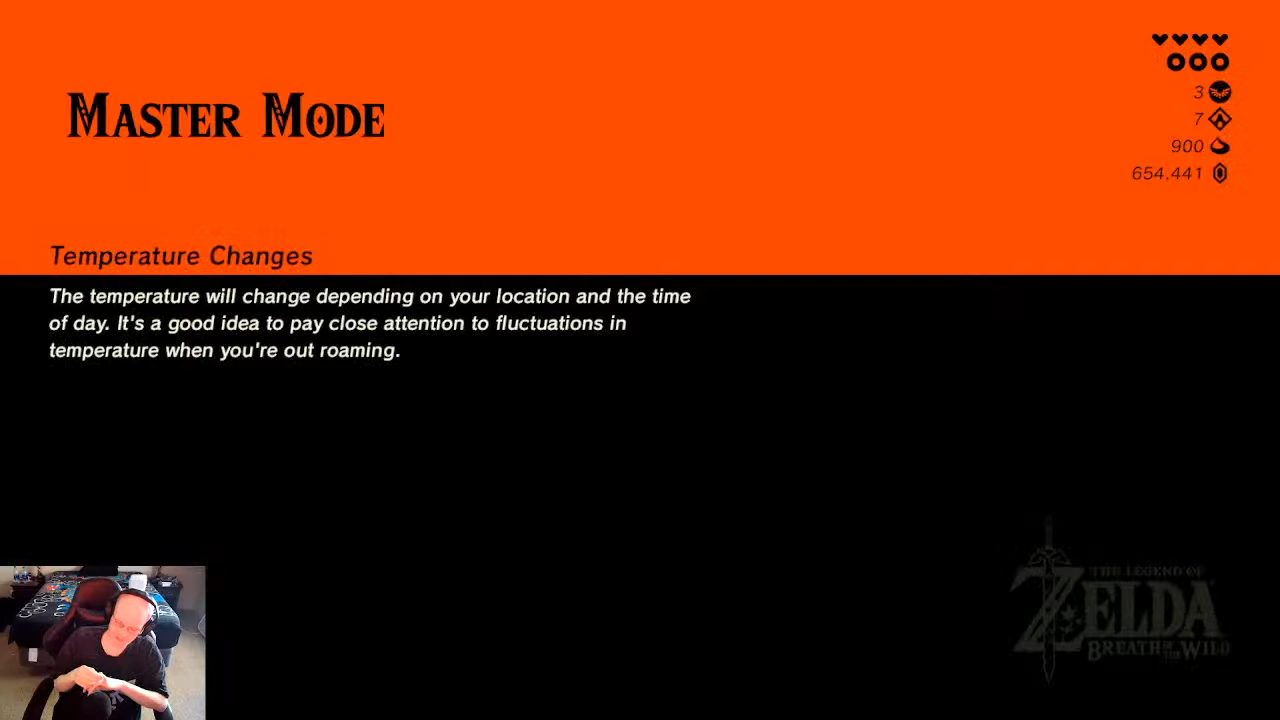 MASTER MODE
3
7
900
654,441
Temperature Changes
The temperature will change depending on your location and the time
of day. It's a good idea to pay close attention to fluctuations in
temperature when you're out roaming.
THE LEGEND OF
ZELDA
BREATH OF THE WILD